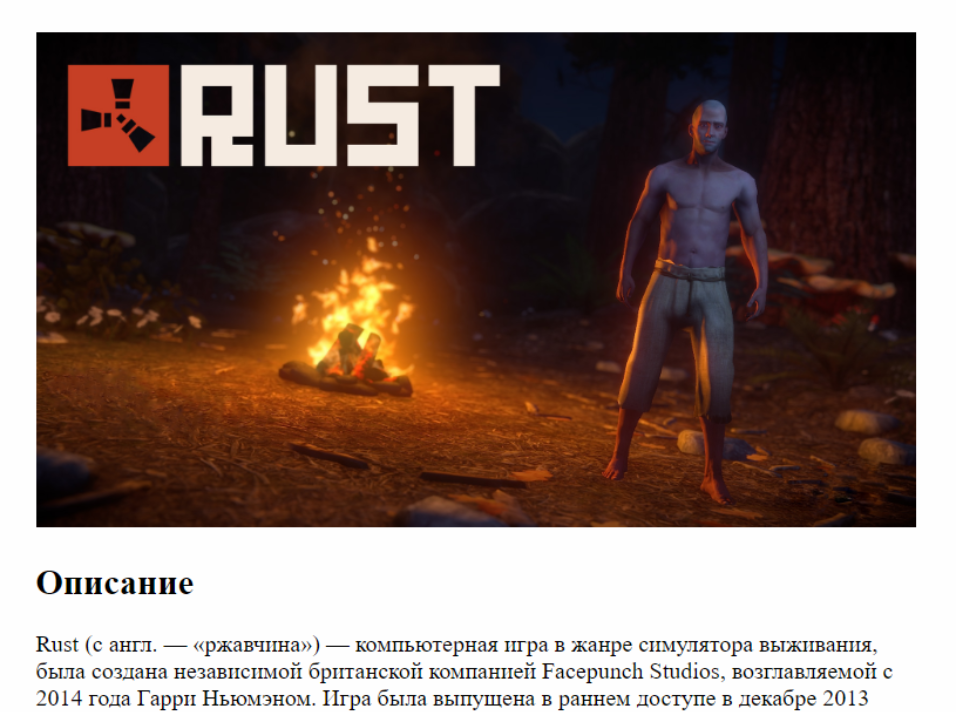 RUST
Описание
Rust (с англ. — «ржавчина») — компьютерная игра в жанре симулятора выживания,
была создана независимой британской компанией Facepunch Studios, возглавляемой с
2014 года Гарри Ньюмэном. Игра была выпущена в раннем доступе в декабре 2013